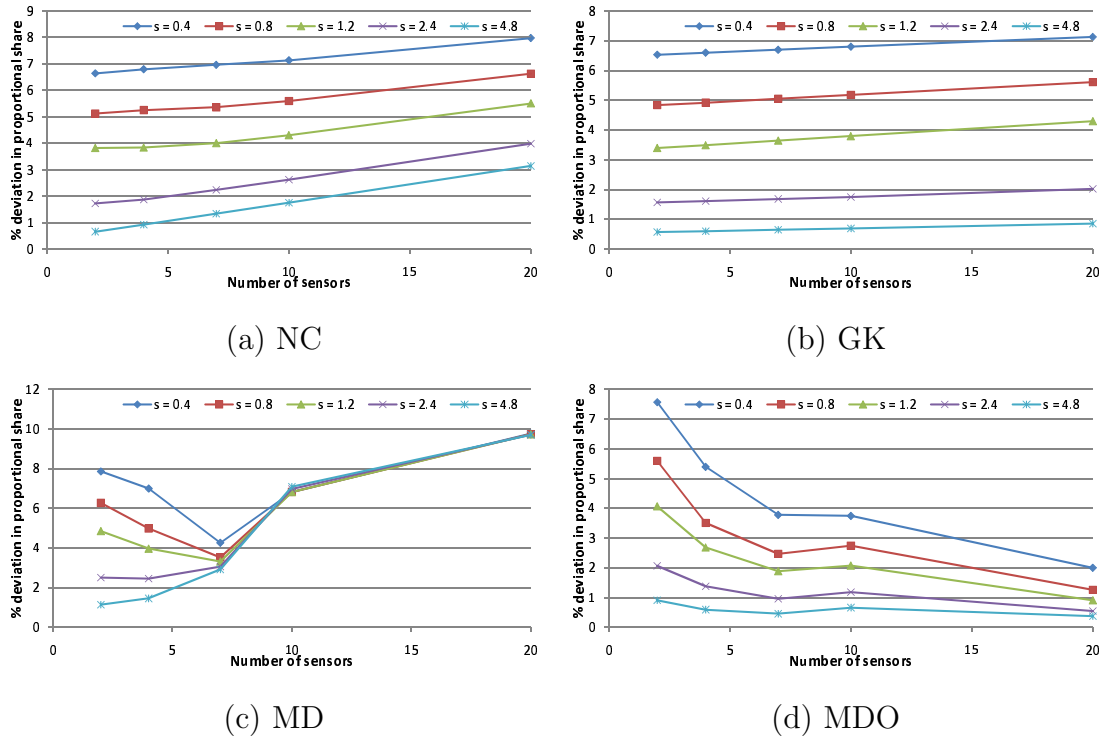 % deviation in proportional share
9
8
7
6
5
4
3
2
1
0
s = 0.4 s = 0.8 s = 1.2 s = 2.4 s = 4.8
0 5 10 15 20
Number of sensors
(a) NC
% deviation in proportional share
8
7
6
5
4
3
2
1
0
s = 0.4 s = 0.8 s = 1.2 s = 2.4 s = 4.8
0 5 10 15 20
Number of sensors
(b) GK
% deviation in proportional share
12
10
8
6
4
2
0
s = 0.4 s = 0.8 s = 1.2 s = 2.4 s = 4.8
0 5 10 15 20
Number of sensors
(c) MD
% deviation in proportional share
8
7
6
5
4
3
2
1
0
s = 0.4 s = 0.8 s = 1.2 s = 2.4 s = 4.8
0 5 10 15 20
Number of sensors
(d) MDO